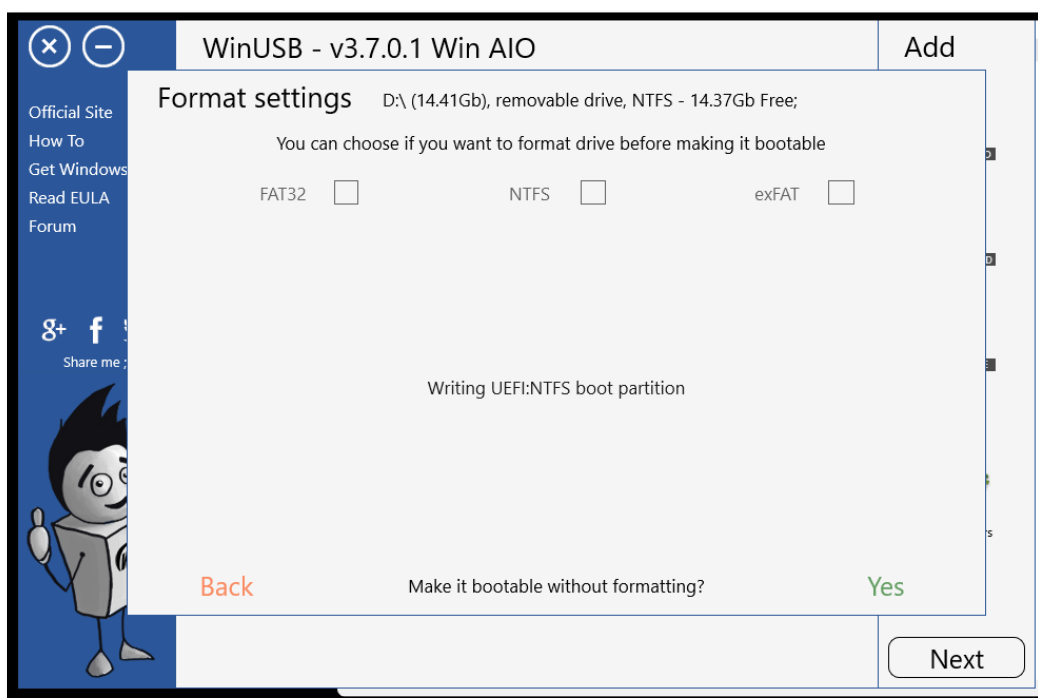 WinUSB - v3.7.0.1 Win AIO
Add
Format settings
D:\ (14.41Gb), removable drive, NTFS - 14.37Gb Free;
Official Site
How To
Get Windows
Read EULA
Forum
You can choose if you want to format drive before making it bootable
FAT32
NTFS
exFAT
g+ f
Share me ;
Writing UEFI:NTFS boot partition
Back
Make it bootable without formatting?
Yes
Next